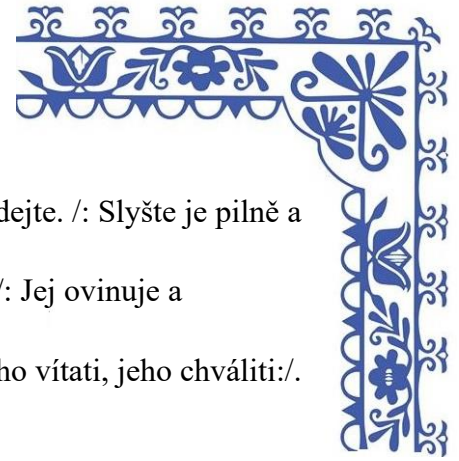 dejte. /: Slyšte je pilně a
/: Jej ovinuje a
ho vítati, jeho chváliti:/.